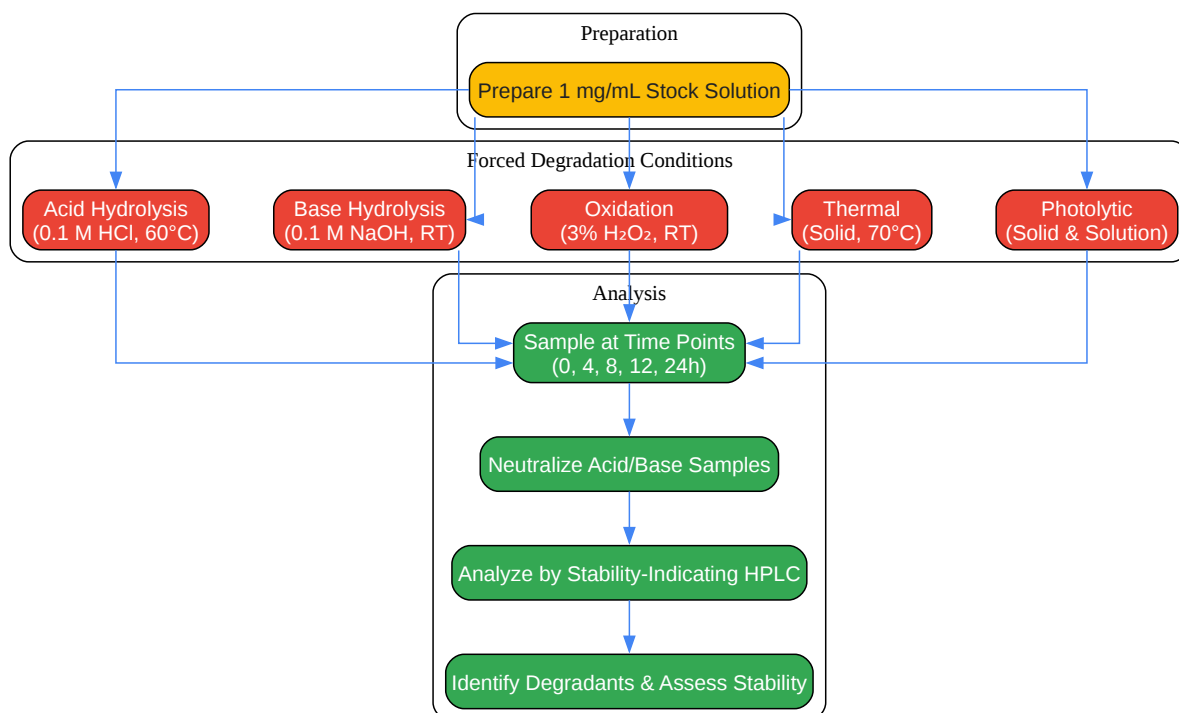 Preparation
Prepare 1 mg/mL Stock Solution
Forced Degradation Conditions
Acid Hydrolysis
(0.1 M HCl, 60°C)
Base Hydrolysis
(0.1 M NaOH, RT)
Oxidation
(3% H₂O₂, RT)
Thermal
(Solid, 70°C)
Photolytic
(Solid & Solution)
Analysis
Sample at Time Points
(0, 4, 8, 12, 24h)
Neutralize Acid/Base Samples
Analyze by Stability-Indicating HPLC
Identify Degradants & Assess Stability